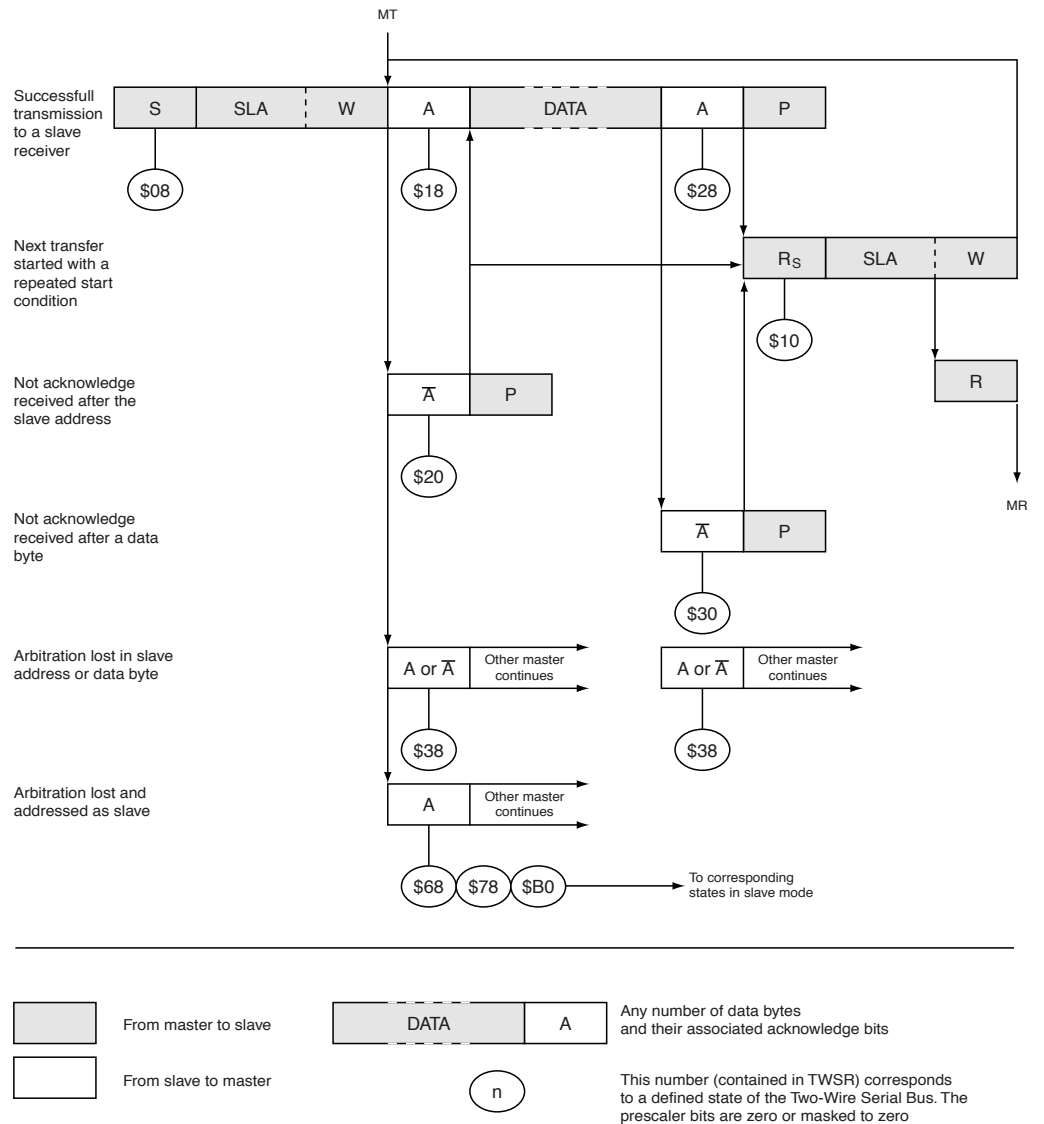 MT
Successfull
transmission
to a slave
receiver
S SLA W A DATA A P
$08 $18 $28
Next transfer
started with a
repeated start
condition
RS SLA W
$10
Not acknowledge
received after the
slave address
A̅ P
R
$20
MR
Not acknowledge
received after a data
byte
A̅ P
$30
Arbitration lost in slave
address or data byte
A or A̅
Other master
continues
A or A̅
Other master
continues
$38 $38
Arbitration lost and
addressed as slave
A
Other master
continues
$68 $78 $B0
To corresponding
states in slave mode
From master to slave
DATA A
Any number of data bytes
and their associated acknowledge bits
From slave to master
n
This number (contained in TWSR) corresponds
to a defined state of the Two-Wire Serial Bus. The
prescaler bits are zero or masked to zero